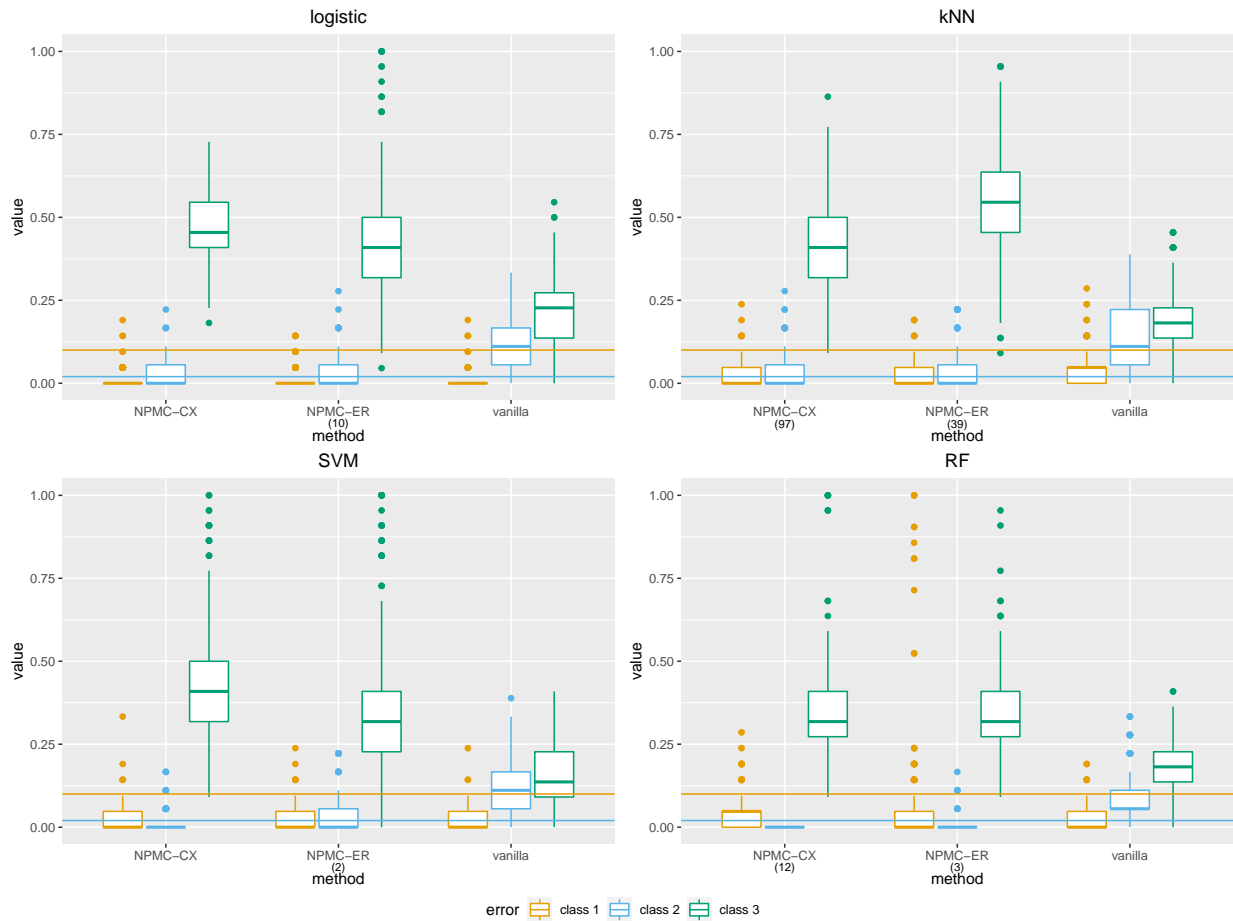 logistic
1.00
0.75
0.50
0.25
0.00
value
NPMC−CX
NPMC−ER
(10)
vanilla
method
kNN
1.00
0.75
0.50
0.25
0.00
value
NPMC−CX
(97)
NPMC−ER
(39)
vanilla
method
SVM
1.00
0.75
0.50
0.25
0.00
value
NPMC−CX
NPMC−ER
(2)
vanilla
method
RF
1.00
0.75
0.50
0.25
0.00
value
NPMC−CX
(12)
NPMC−ER
(3)
vanilla
method
error class 1 class 2 class 3